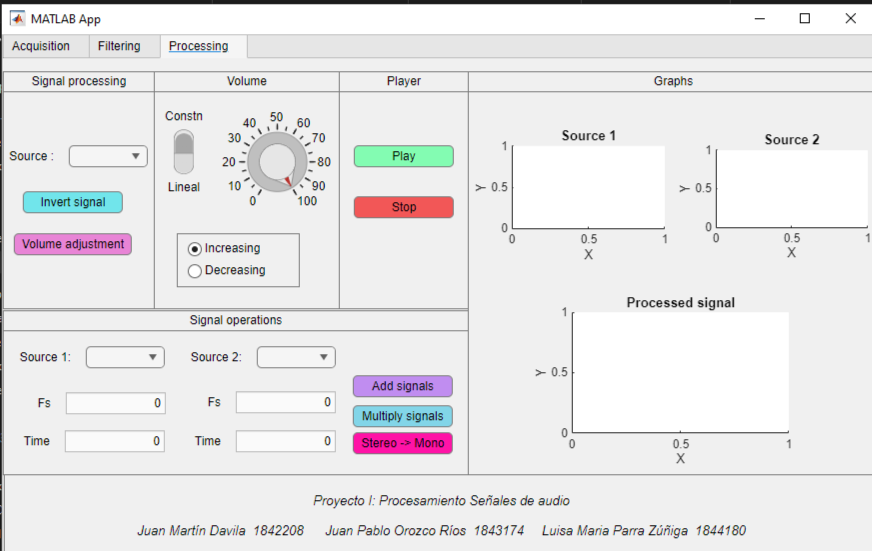 MATLAB App
Acquisition Filtering Processing
Signal processing Volume Player Graphs
Source :
Invert signal
Volume adjustment
Constn
Lineal
0 10 20 30 40 50 60 70 80 90 100
Increasing
Decreasing
Play
Stop
Source 1
1
Y 0.5
0
0 0.5 1
X
Source 2
1
Y 0.5
0
0 0.5 1
X
Processed signal
1
Y 0.5
0
0 0.5 1
X
Signal operations
Source 1: Source 2:
Fs 0 Fs 0
Time 0 Time 0
Add signals
Multiply signals
Stereo -> Mono
Proyecto I: Procesamiento Señales de audio
Juan Martín Davila 1842208 Juan Pablo Orozco Ríos 1843174 Luisa Maria Parra Zúñiga 1844180